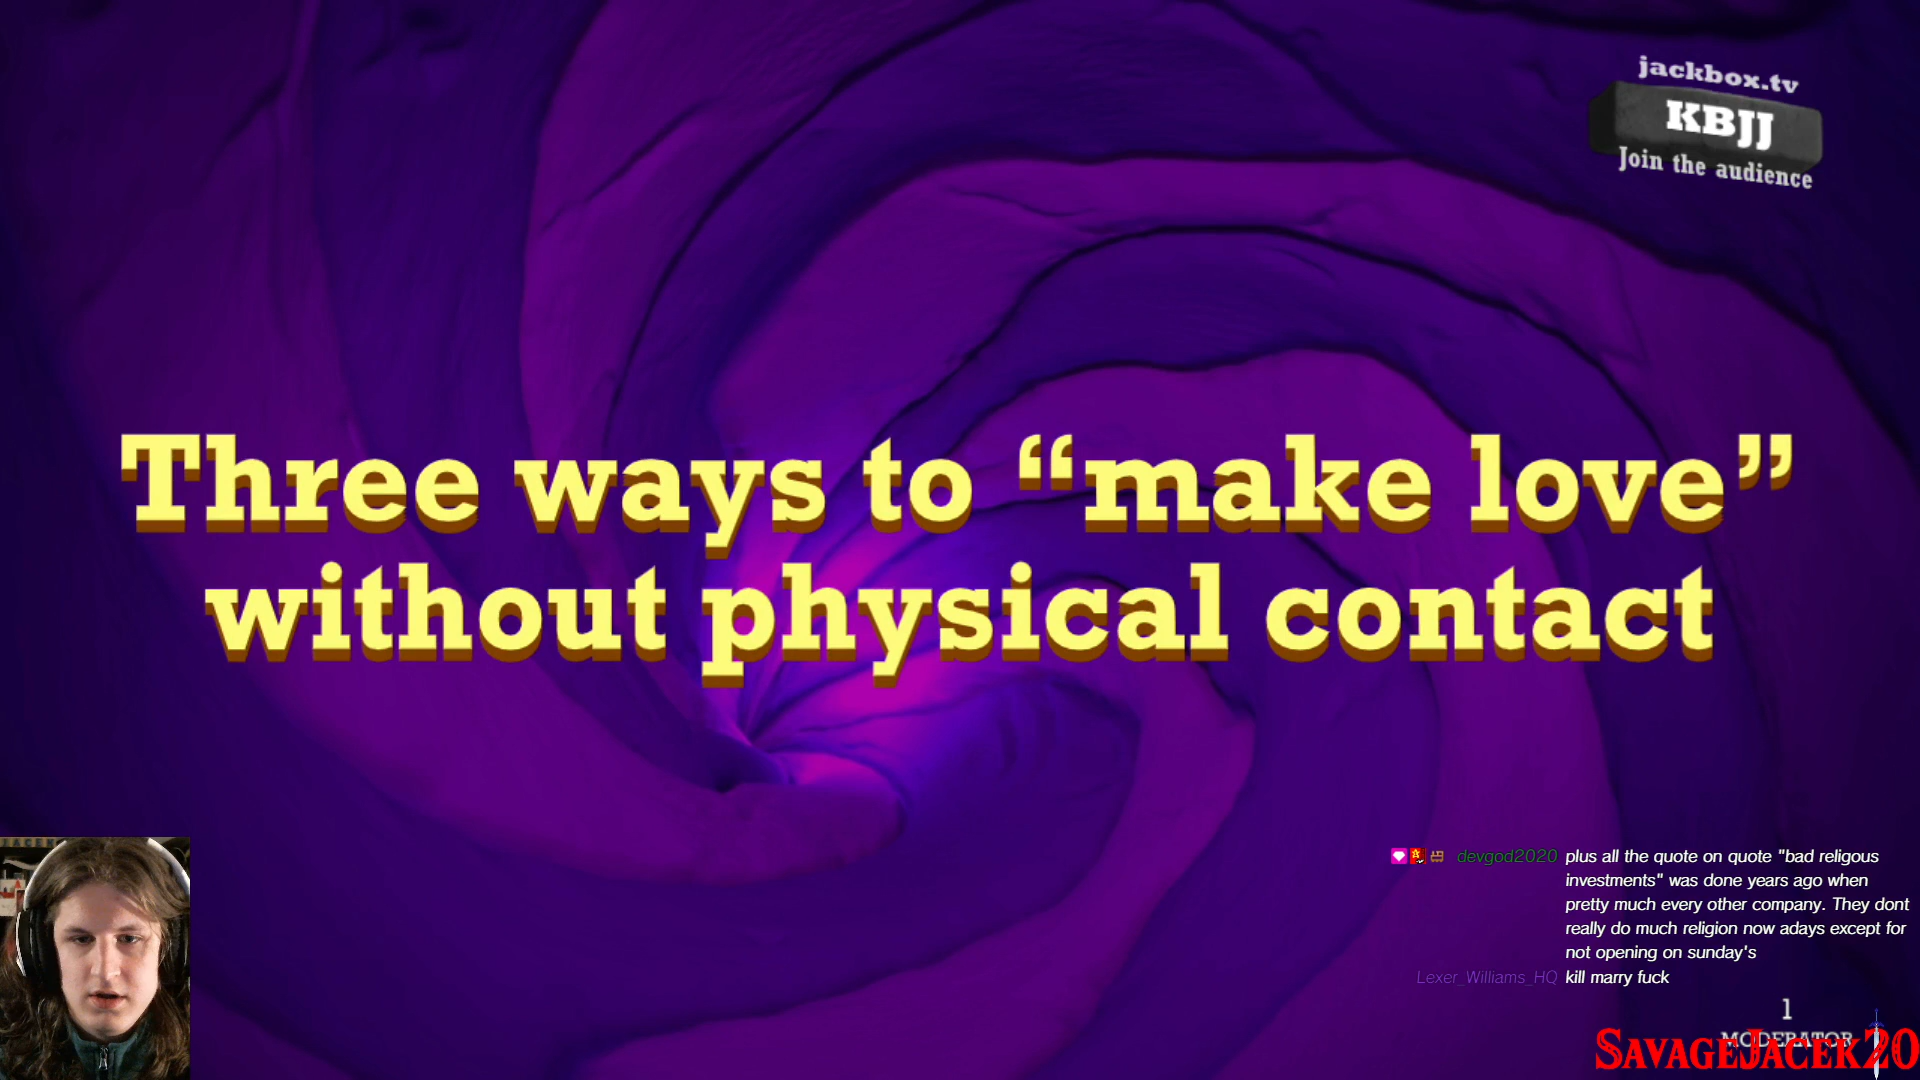 jackbox.tv
KBJJ
Join the audience
Three ways to “make love”
without physical contact
devgod2020 plus all the quote on quote "bad religous
investments" was done years ago when
pretty much every other company. They dont
really do much religion now adays except for
not opening on sunday's
Lexer_Williams_HQ kill marry fuck
1
MODERATOR
SAVAGEJACEK20